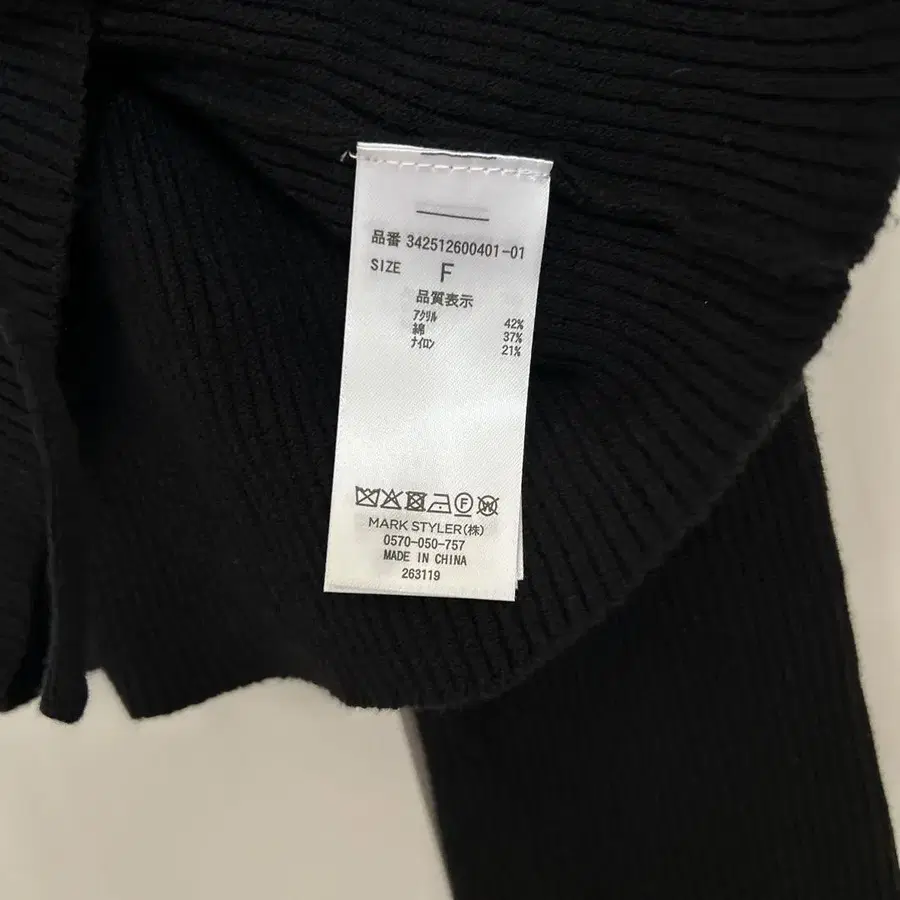 品番 342512600401-01
SIZE F
品質表示
アクリル 42%
綿 37%
ナイロン 21%
F W
MARK STYLER(株)
0570-050-757
MADE IN CHINA
263119